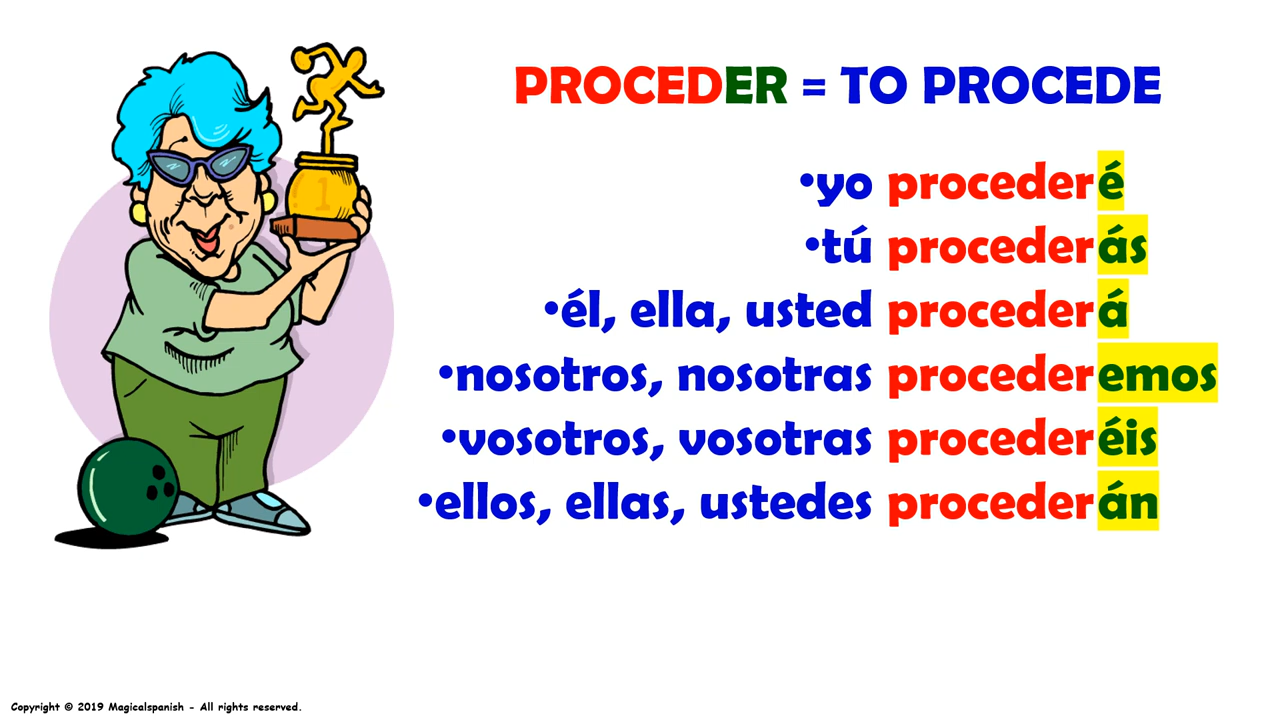 PROCEDER = TO PROCEDE
•yo procederé
•tú procederás
•él, ella, usted procederá
•nosotros, nosotras procederemos
•vosotros, vosotras procederéis
•ellos, ellas, ustedes procederán
1
Copyright © 2019 Magicalspanish - All rights reserved.